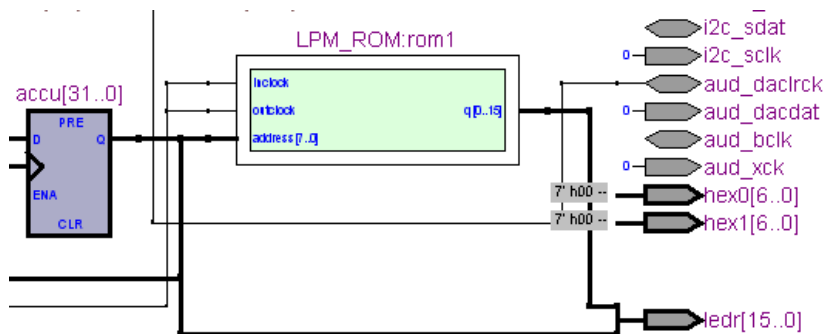 LPM_ROM:rom1
i2c_sdat
0 i2c_sclk
aud_daclrck
0 aud_dacdat
aud_bclk
0 aud_xck
7' h00 -- hex0[6..0]
7' h00 -- hex1[6..0]
ledr[15..0]
inclock
outclock
address[7..0]
q[0..15]
accu[31..0]
PRE
D Q
ENA
CLR